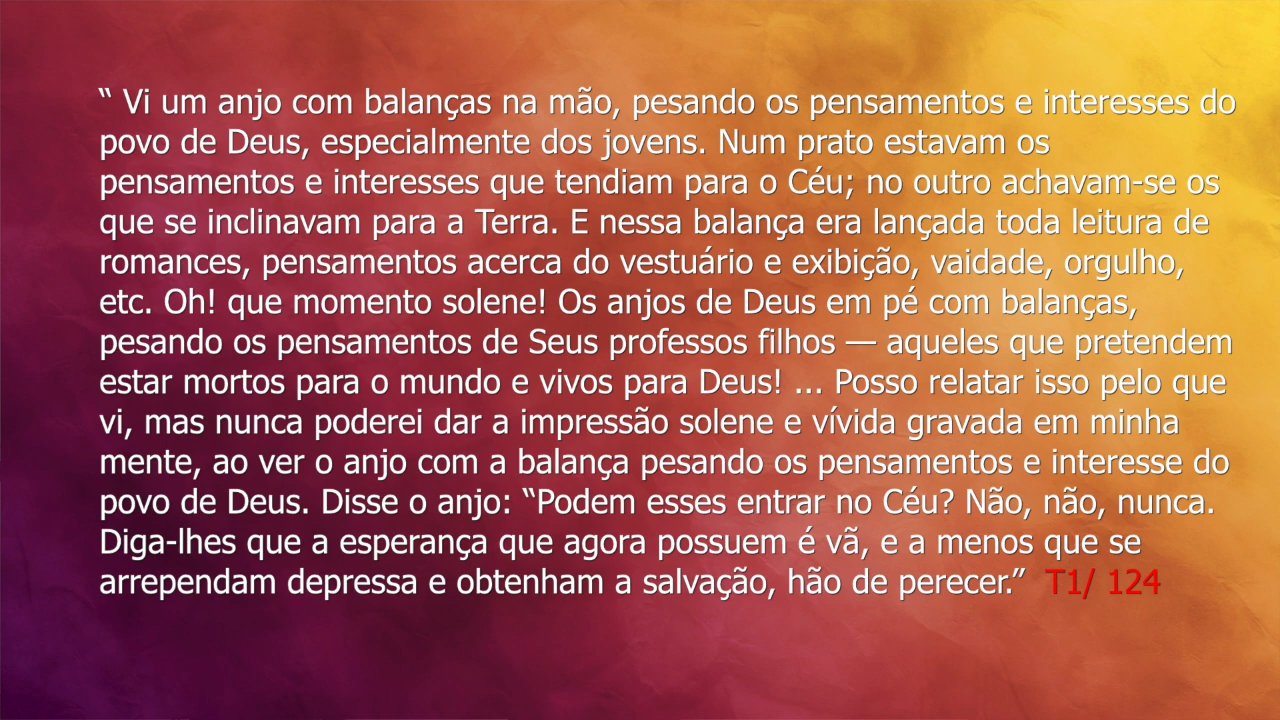 “ Vi um anjo com balanças na mão, pesando os pensamentos e interesses do
povo de Deus, especialmente dos jovens. Num prato estavam os
pensamentos e interesses que tendiam para o Céu; no outro achavam-se os
que se inclinavam para a Terra. E nessa balança era lançada toda leitura de
romances, pensamentos acerca do vestuário e exibição, vaidade, orgulho,
etc. Oh! que momento solene! Os anjos de Deus em pé com balanças,
pesando os pensamentos de Seus professos filhos — aqueles que pretendem
estar mortos para o mundo e vivos para Deus! ... Posso relatar isso pelo que
vi, mas nunca poderei dar a impressão solene e vívida gravada em minha
mente, ao ver o anjo com a balança pesando os pensamentos e interesse do
povo de Deus. Disse o anjo: “Podem esses entrar no Céu? Não, não, nunca.
Diga-lhes que a esperança que agora possuem é vã, e a menos que se
arrependam depressa e obtenham a salvação, hão de perecer.” T1/ 124